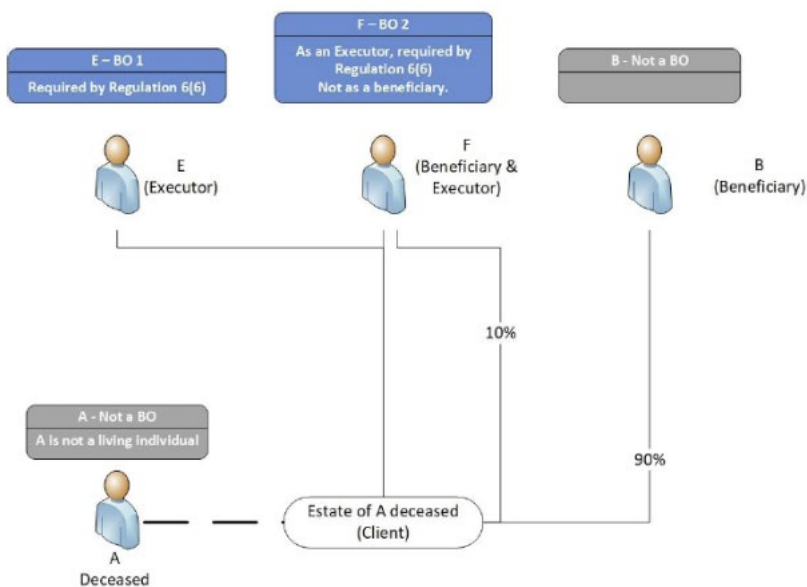 F – BO 2
As an Executor, required by
Regulation 6(6)
Not as a beneficiary.
E – BO 1
Required by Regulation 6(6)
B - Not a BO
E
(Executor)
F
(Beneficiary &
Executor)
B
(Beneficiary)
10%
A - Not a BO
A is not a living individual
90%
Estate of A deceased
(Client)
A
Deceased